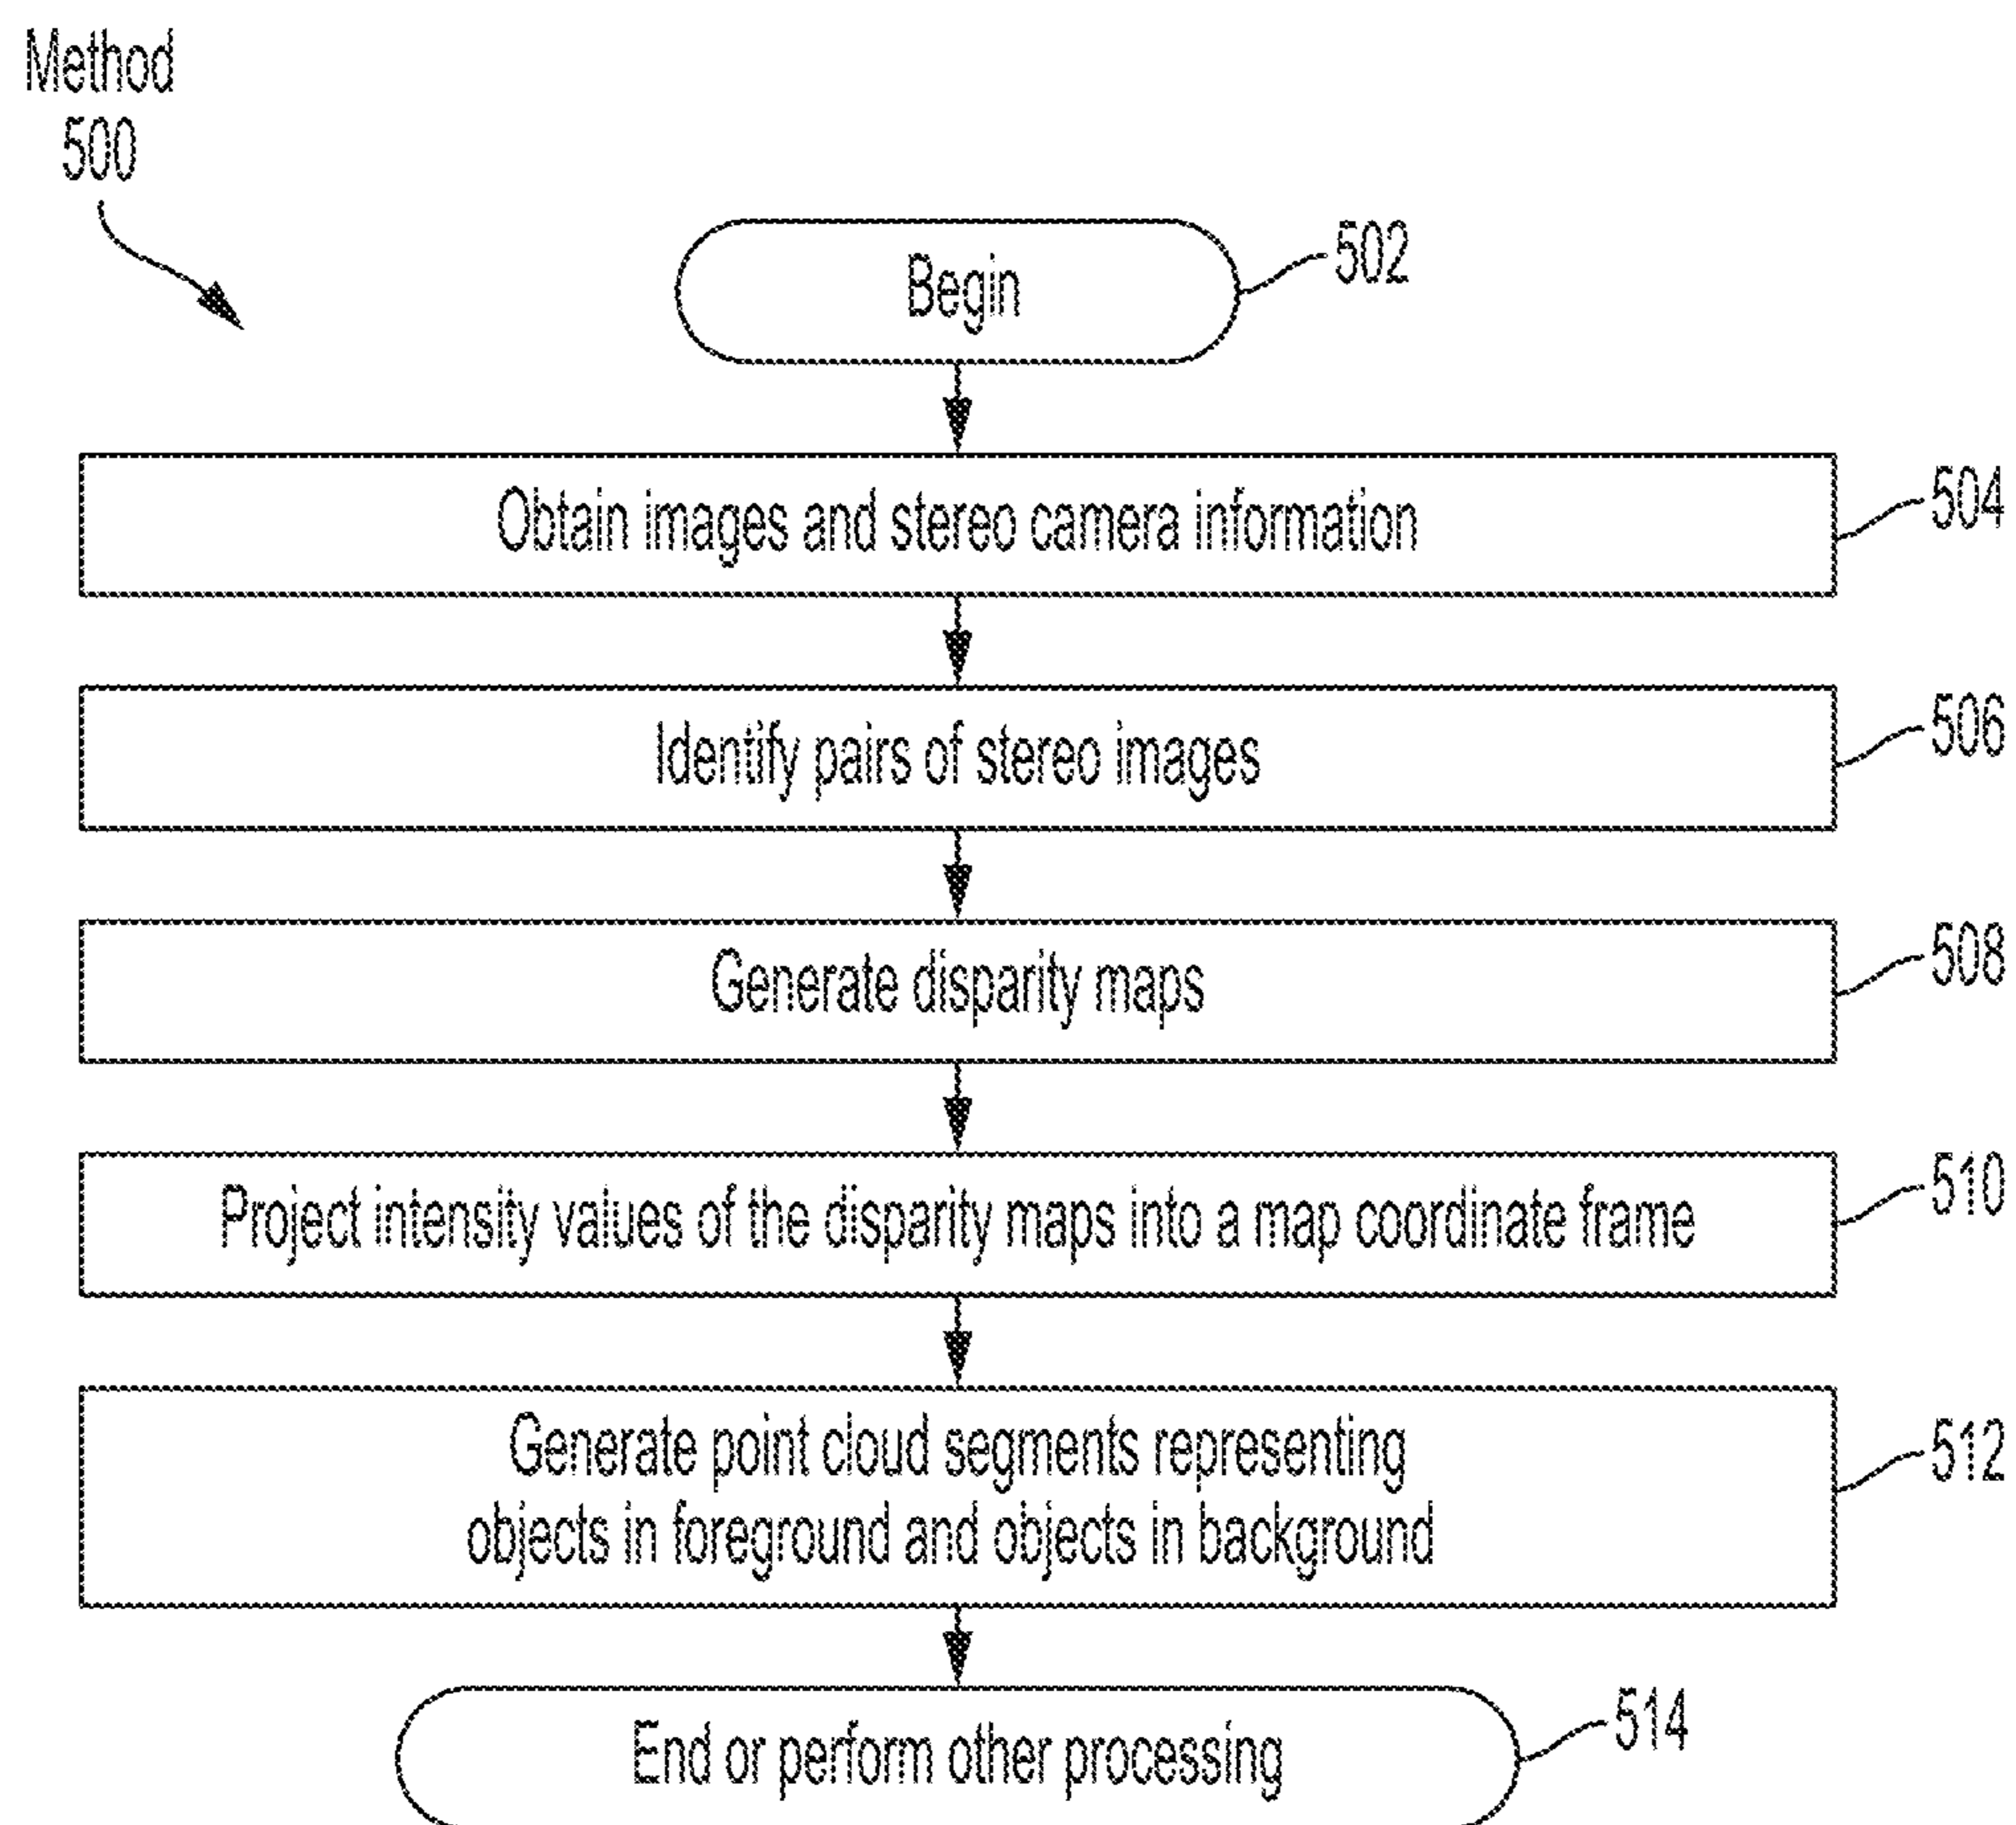 Method
500
Begin
502
Obtain images and stereo camera information
504
Identify pairs of stereo images
506
Generate disparity maps
508
Project intensity values of the disparity maps into a map coordinate frame
510
Generate point cloud segments representing
objects in foreground and objects in background
512
End or perform other processing
514